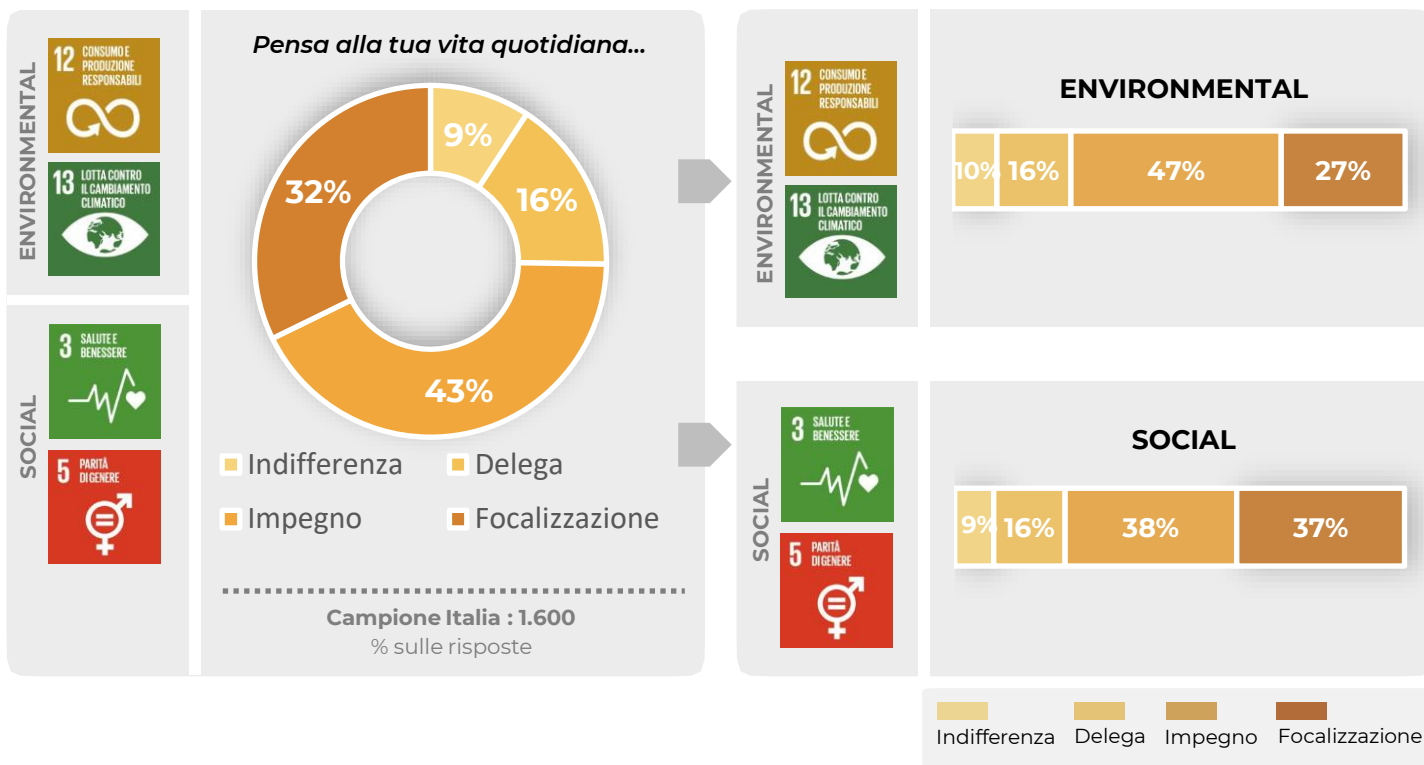 ENVIRONMENTAL
12 CONSUMO E
PRODUZIONE
RESPONSABILI
13 LOTTA CONTRO
IL CAMBIAMENTO
CLIMATICO
SOCIAL
3 SALUTE E
BENESSERE
5 PARITÀ
DI GENERE
Pensa alla tua vita quotidiana...
9%
16%
32%
43%
Indifferenza
Delega
Impegno
Focalizzazione
Campione Italia : 1.600
% sulle risposte
ENVIRONMENTAL
12 CONSUMO E
PRODUZIONE
RESPONSABILI
13 LOTTA CONTRO
IL CAMBIAMENTO
CLIMATICO
ENVIRONMENTAL
10% 16% 47% 27%
SOCIAL
3 SALUTE E
BENESSERE
5 PARITÀ
DI GENERE
SOCIAL
9% 16% 38% 37%
Indifferenza Delega Impegno Focalizzazione